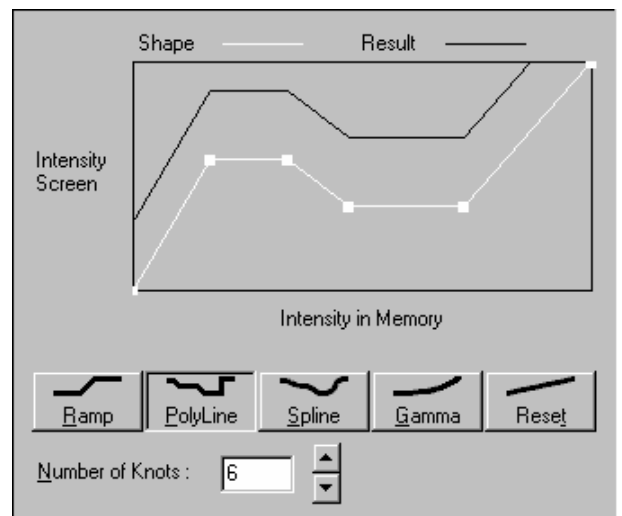 Shape Result
Intensity
Screen
Intensity in Memory
Ramp PolyLine Spline Gamma Reset
Number of Knots : 6